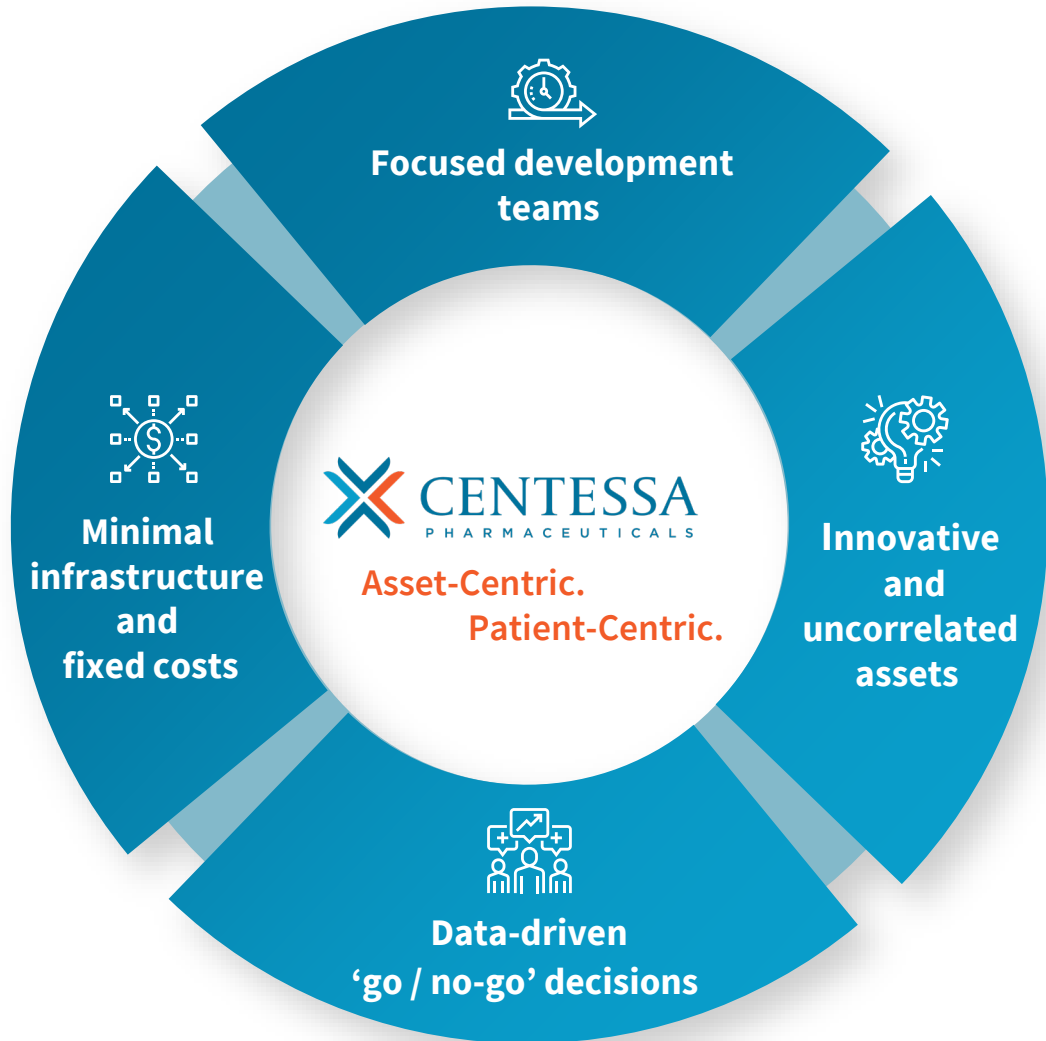 Focused development
teams
Minimal
infrastructure
and
fixed costs
CENTESSA
PHARMACEUTICALS
Asset-Centric.
Patient-Centric.
Innovative
and
uncorrelated
assets
Data-driven
‘go / no-go’ decisions